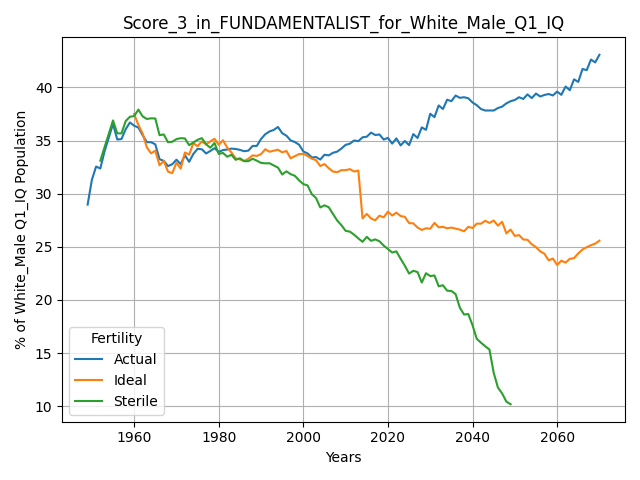 Score_3_in_FUNDAMENTALIST_for_White_Male_Q1_IQ
% of White_Male Q1_IQ Population
40
35
30
25
20
15
10
Fertility
Actual
Ideal
Sterile
1960 1980 2000 2020 2040 2060
Years